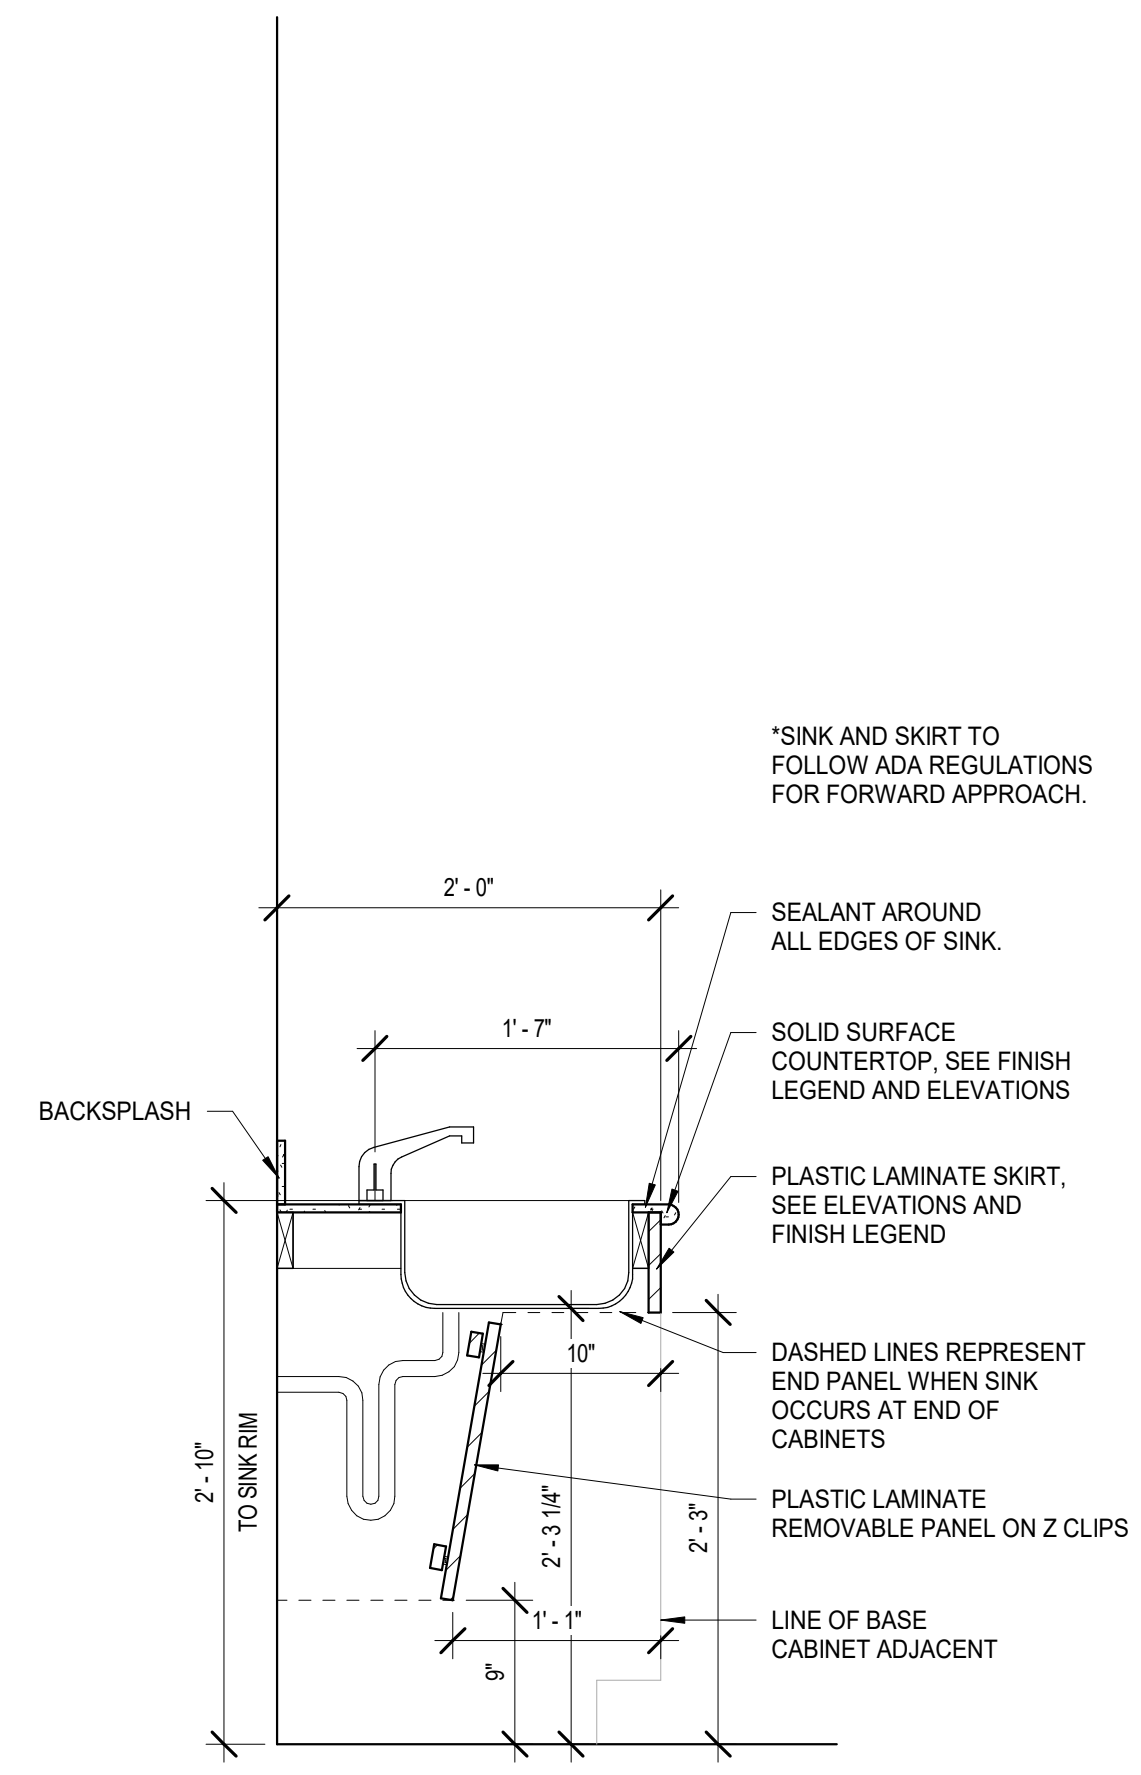 *SINK AND SKIRT TO
FOLLOW ADA REGULATIONS
FOR FORWARD APPROACH.
2' - 0"
SEALANT AROUND
ALL EDGES OF SINK.
1' - 7"
SOLID SURFACE
COUNTERTOP, SEE FINISH
LEGEND AND ELEVATIONS
BACKSPLASH
PLASTIC LAMINATE SKIRT,
SEE ELEVATIONS AND
FINISH LEGEND
10"
DASHED LINES REPRESENT
END PANEL WHEN SINK
OCCURS AT END OF
CABINETS
2' - 10"
TO SINK RIM
2' - 3 1/4"
2' - 3"
PLASTIC LAMINATE
REMOVABLE PANEL ON Z CLIPS
1' - 1"
9"
LINE OF BASE
CABINET ADJACENT